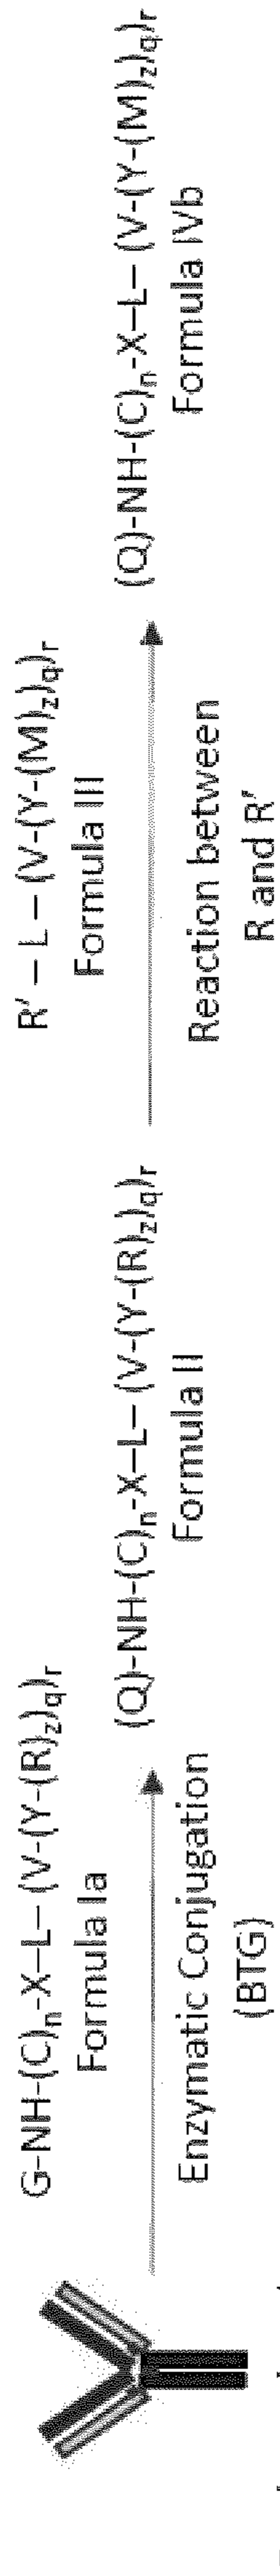 G-NH-(C)n-X-L-(V-(Y-(R)z)q)r
Formula Ia
Enzymatic Conjugation
(BTG)
(Q)-NH-(C)n-X-L-(V-(Y-(R)z)q)r
Formula II
R' - L - (V-(Y-(M)z)q)r
Formula III
Reaction between
R and R'
(Q)-NH-(C)n-X-L-(V-(Y-(M)z)q)r
Formula IVb